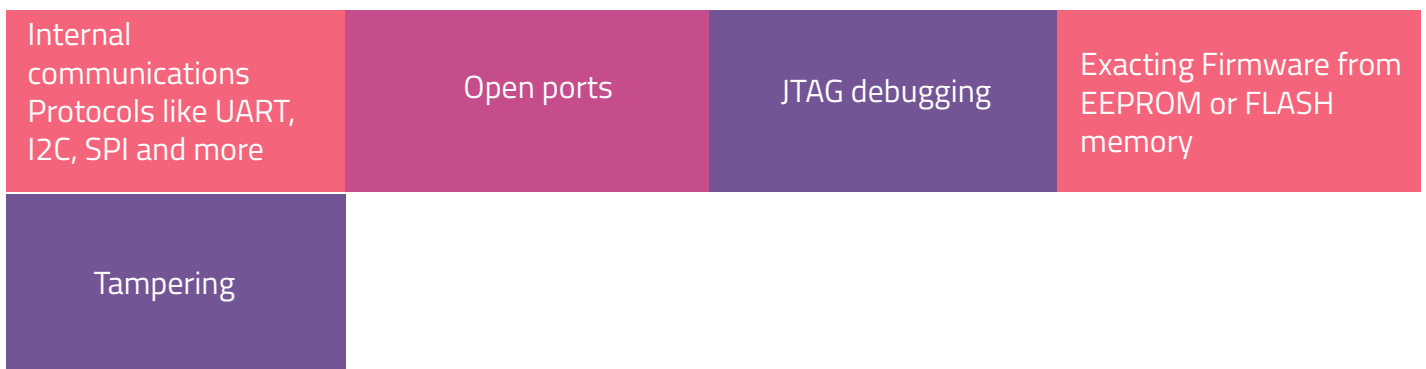 Internal
communications
Protocols like UART,
I2C, SPI and more
Open ports
JTAG debugging
Exacting Firmware from
EEPROM or FLASH
memory
Tampering